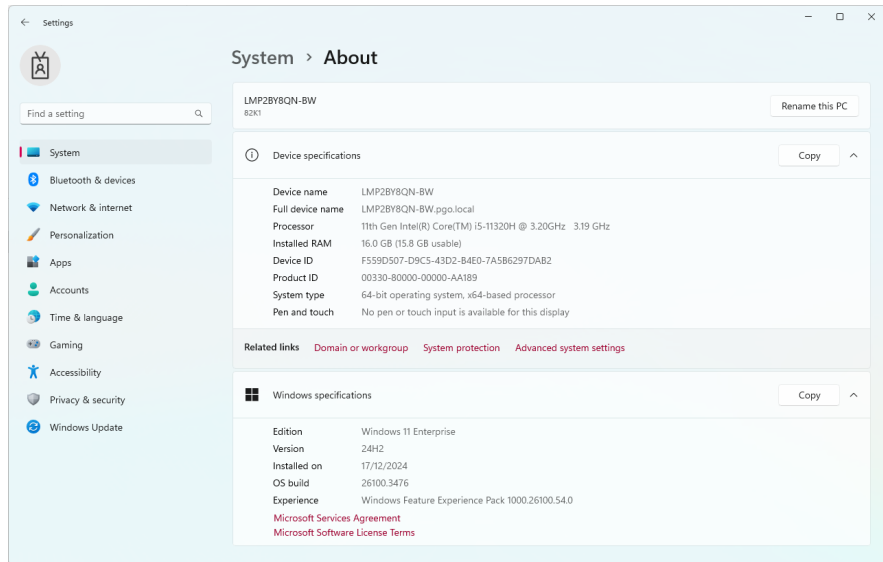 Settings
System > About
Find a setting
System
Bluetooth & devices
Network & internet
Personalization
Apps
Accounts
Time & language
Gaming
Accessibility
Privacy & security
Windows Update
LMP2BY8QN-BW
82K1
Rename this PC
Device specifications
Copy
Device name LMP2BY8QN-BW
Full device name LMP2BY8QN-BW.pgo.local
Processor 11th Gen Intel(R) Core(TM) i5-11320H @ 3.20GHz 3.19 GHz
Installed RAM 16.0 GB (15.8 GB usable)
Device ID F559D507-D9C5-43D2-B4E0-7A5B6297DAB2
Product ID 00330-80000-00000-AA189
System type 64-bit operating system, x64-based processor
Pen and touch No pen or touch input is available for this display
Related links Domain or workgroup System protection Advanced system settings
Windows specifications
Copy
Edition Windows 11 Enterprise
Version 24H2
Installed on 17/12/2024
OS build 26100.3476
Experience Windows Feature Experience Pack 1000.26100.54.0
Microsoft Services Agreement
Microsoft Software License Terms